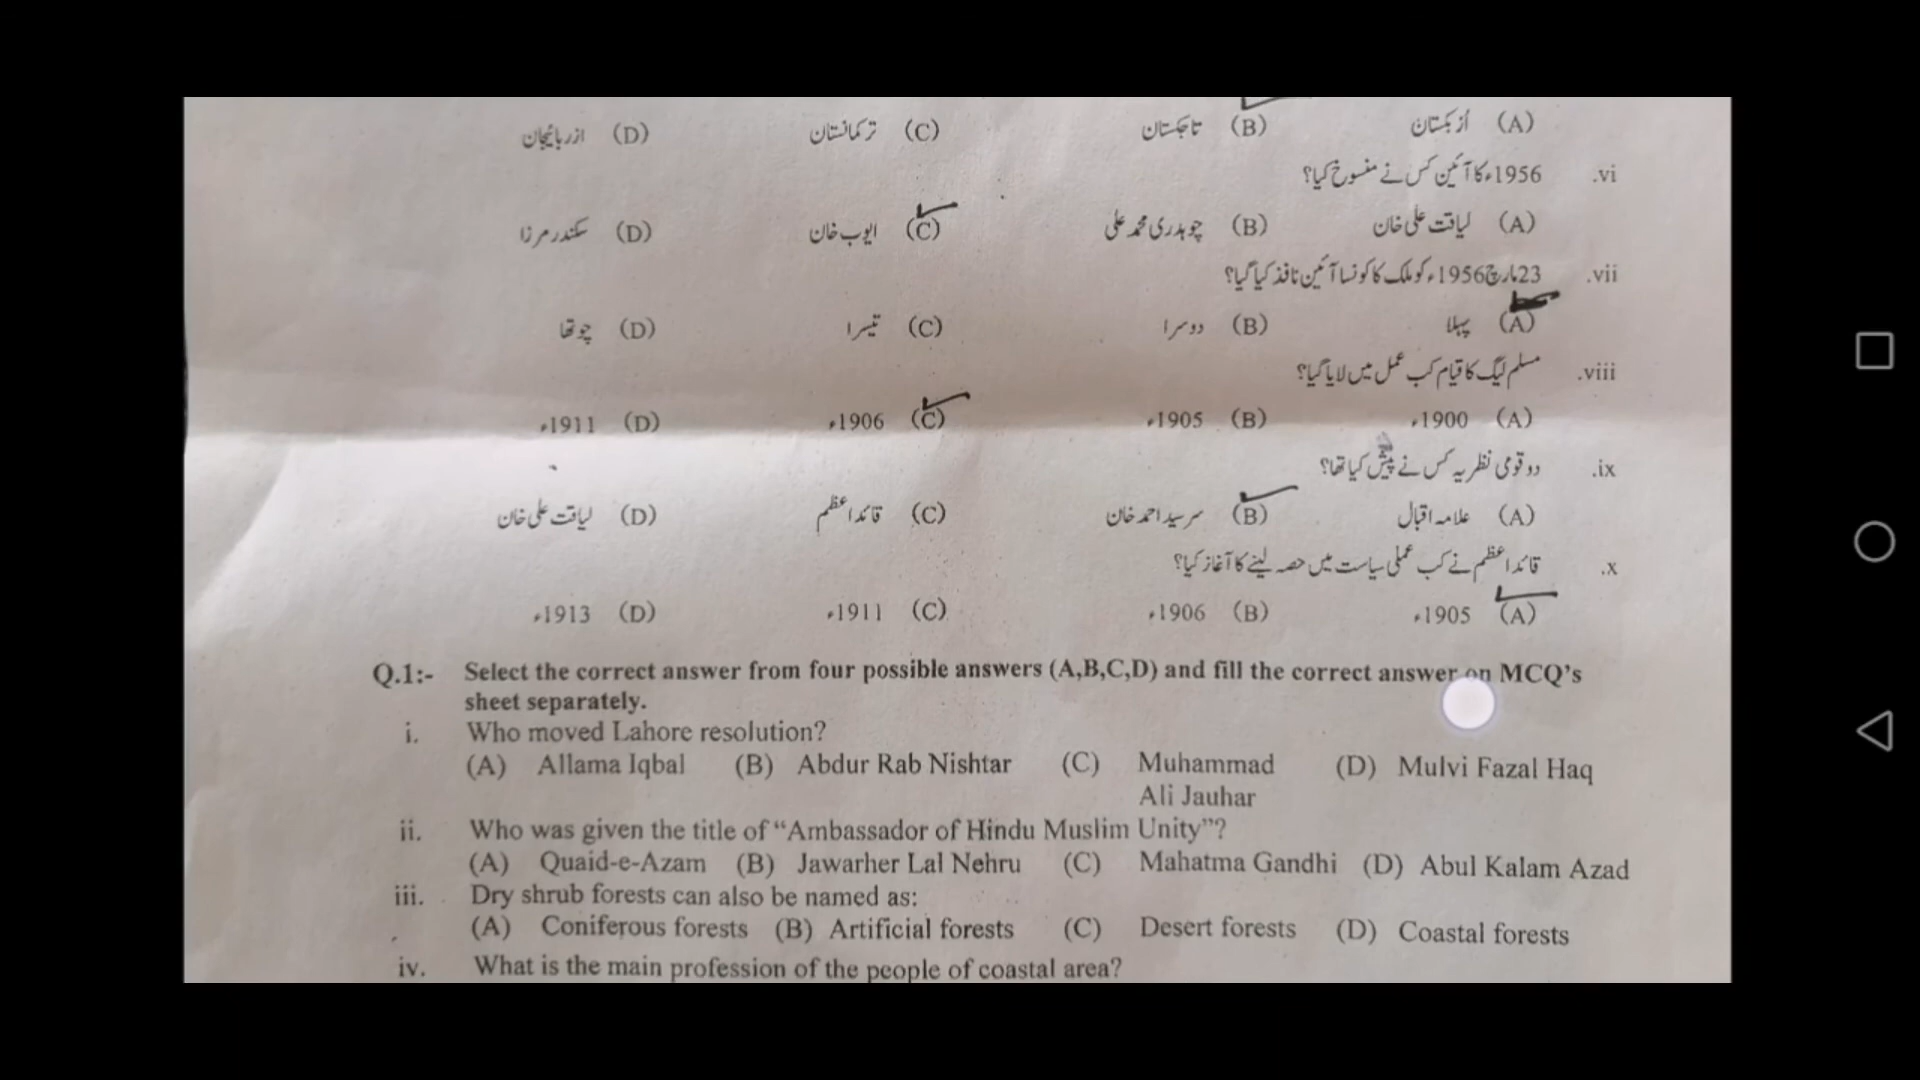 (A) اُزبکستان (B) تاجکستان (C) ترکمانستان (D) ازربائیجان
vi. 1956ء کا آئین کس نے منسوخ کیا؟
(A) لیاقت علی خان (B) چوہدری محمد علی (C) ایوب خان (D) سکندر مرزا
vii. 23مارچ 1956ء کو ملک کا کونسا آئین نافذ کیا گیا؟
(A) پہلا (B) دوسرا (C) تیسرا (D) چوتھا
viii. مسلم لیگ کا قیام کب عمل میں لایا گیا؟
(A) 1900ء (B) 1905ء (C) 1906ء (D) 1911ء
ix. دو قومی نظریہ کس نے پیش کیا تھا؟
(A) علامہ اقبال (B) سرسید احمد خان (C) قائداعظم (D) لیاقت علی خان
x. قائداعظم نے کب عملی سیاست میں حصہ لینے کا آغاز کیا؟
(A) 1905ء (B) 1906ء (C) 1911ء (D) 1913ء
Q.1:- Select the correct answer from four possible answers (A,B,C,D) and fill the correct answer on MCQ's
sheet separately.
i. Who moved Lahore resolution?
(A) Allama Iqbal (B) Abdur Rab Nishtar (C) Muhammad (D) Mulvi Fazal Haq
Ali Jauhar
ii. Who was given the title of “Ambassador of Hindu Muslim Unity”?
(A) Quaid-e-Azam (B) Jawarher Lal Nehru (C) Mahatma Gandhi (D) Abul Kalam Azad
iii. Dry shrub forests can also be named as:
(A) Coniferous forests (B) Artificial forests (C) Desert forests (D) Coastal forests
iv. What is the main profession of the people of coastal area?